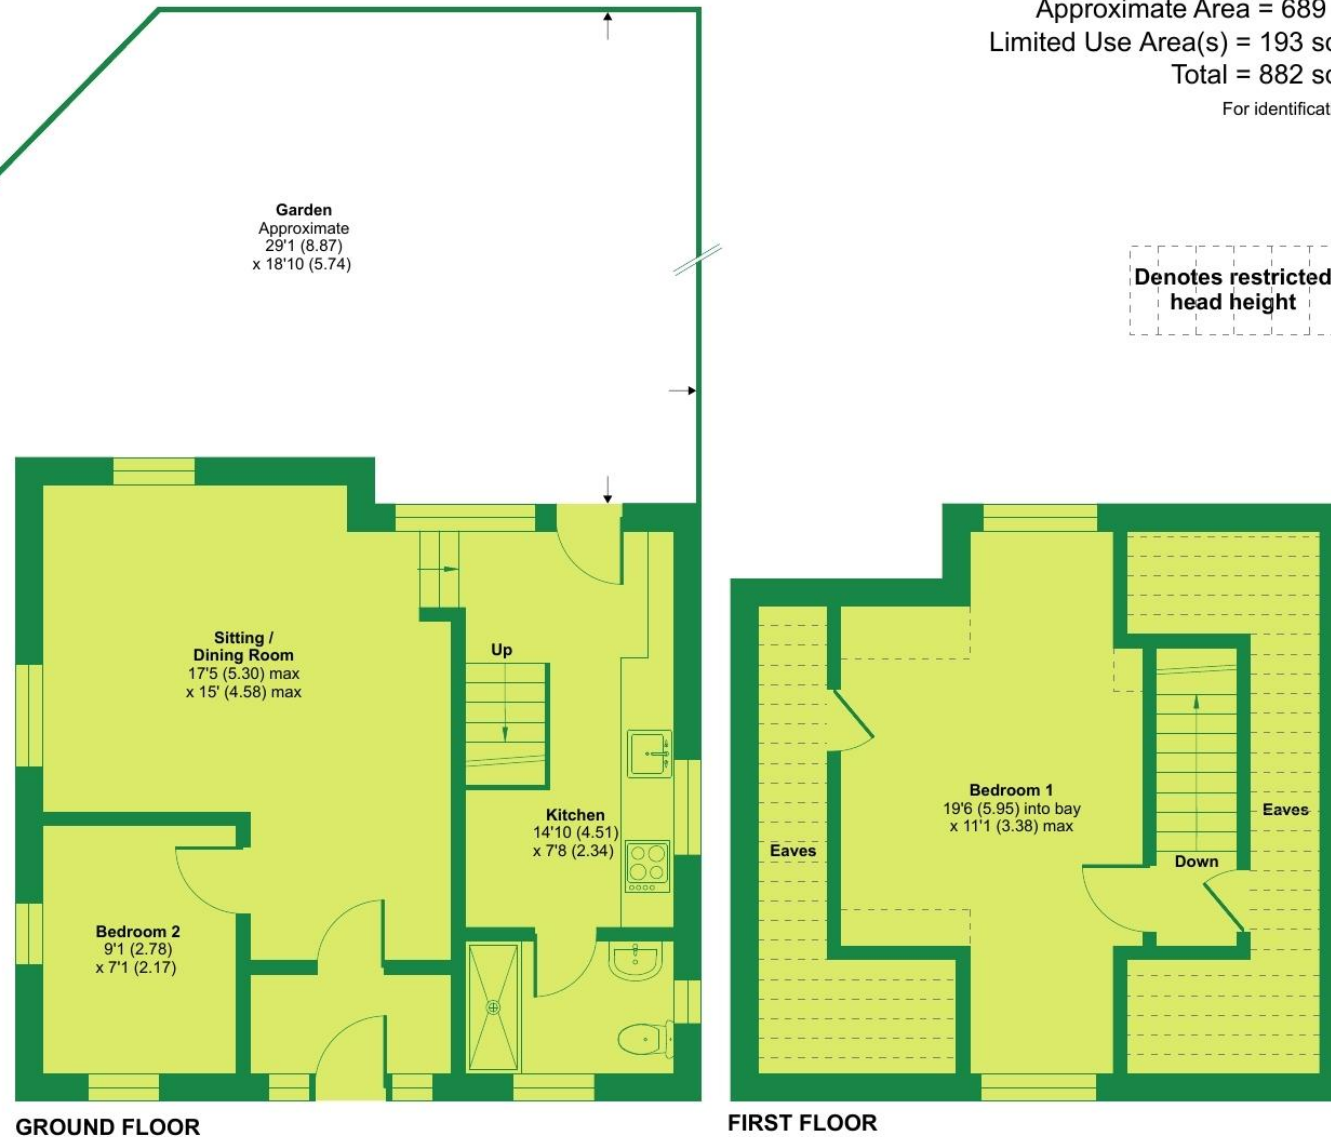 Approximate Area = 689
Limited Use Area(s) = 193
Total = 882
For
Garden
Approximate
29'1 (8.87)
x 18'10 (5.74)
Denotes restricted
head height
Sitting /
Dining Room
17'5 (5.30) max
x 15' (4.58) max
Up
Kitchen
14'10 (4.51)
x 7'8 (2.34)
Bedroom 2
9'1 (2.78)
x 7'1 (2.17)
Bedroom 1
19'6 (5.95) into bay
x 11'1 (3.38) max
Eaves
Eaves
Down
GROUND FLOOR
FIRST FLOOR